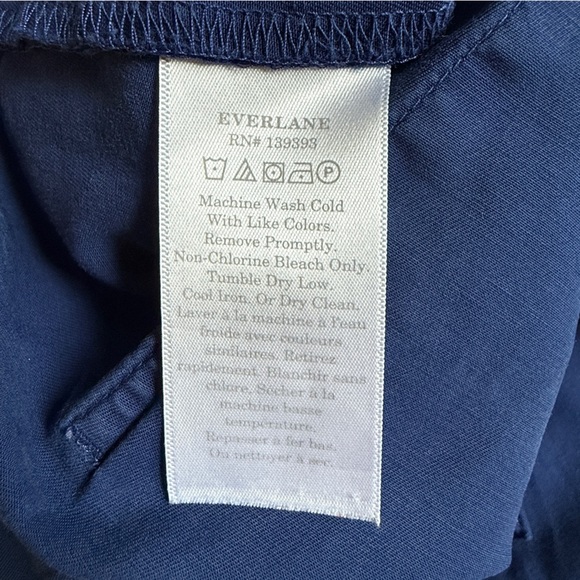 EVERLANE
RN# 139393
P
Machine Wash Cold
With Like Colors.
Remove Promptly.
Non-Chlorine Bleach Only.
Tumble Dry Low.
Cool Iron. Or Dry Clean.
Laver à la machine à l'eau
froide avec couleurs
similaires. Retirez
rapidement. Blanchir sans
chlore. Sécher à la
machine basse
température.
Repasser à fer bas.
Ou nettoyer à sec.